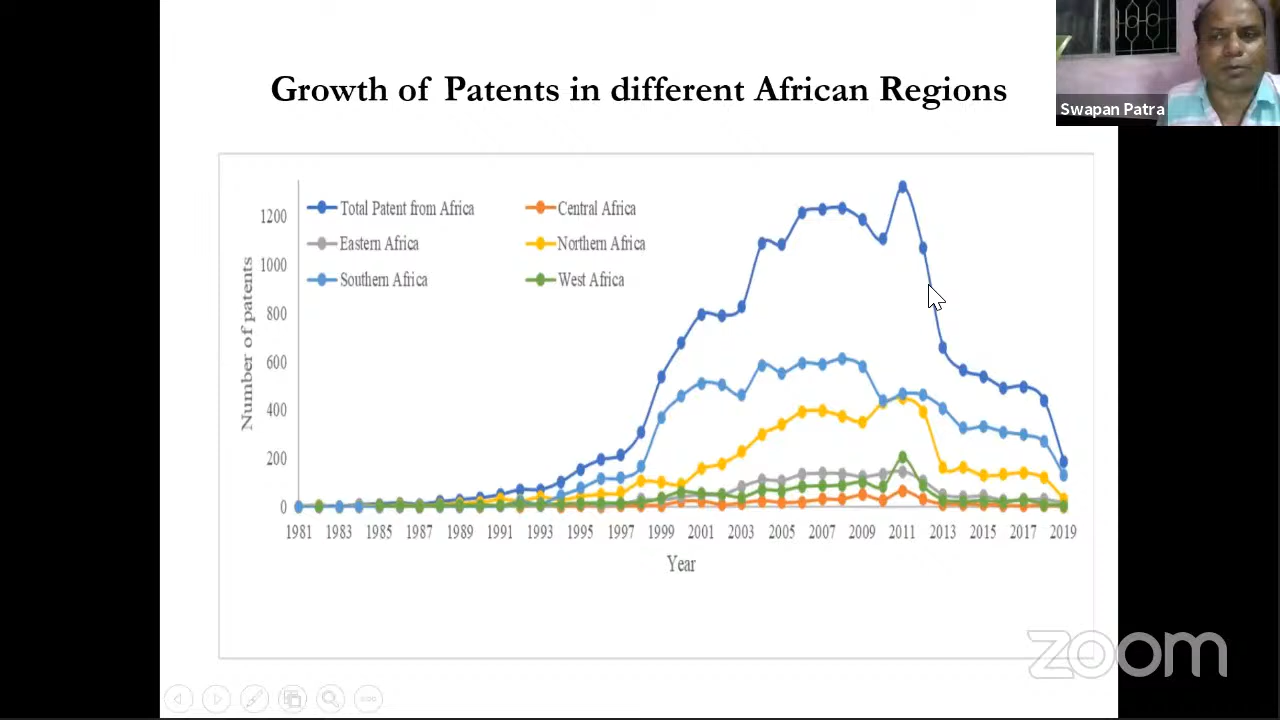 Growth of Patents in different African Regions
Swapan Patra
Total Patent from Africa
Central Africa
Eastern Africa
Northern Africa
Southern Africa
West Africa
Number of patents
1200
1000
800
600
400
200
0
1981 1983 1985 1987 1989 1991 1993 1995 1997 1999 2001 2003 2005 2007 2009 2011 2013 2015 2017 2019
Year
zoom